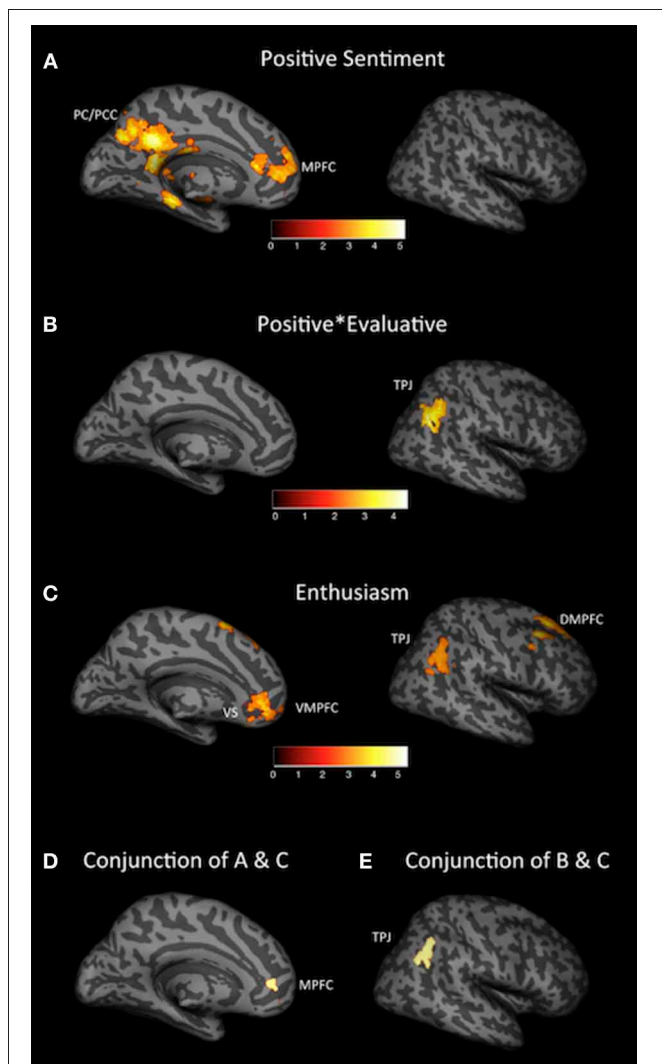 A
Positive Sentiment
PC/PCC
MPFC
0 1 2 3 4 5
B
Positive*Evaluative
TPJ
0 1 2 3 4
C
Enthusiasm
TPJ
DMPFC
VS
VMPFC
0 1 2 3 4 5
D
Conjunction of A & C
E
Conjunction of B & C
TPJ
MPFC